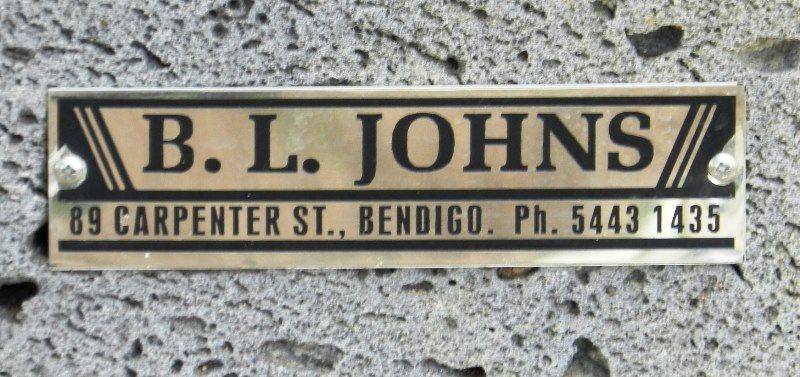 B. L. JOHNS
89 CARPENTER ST., BENDIGO. Ph. 5443 1435